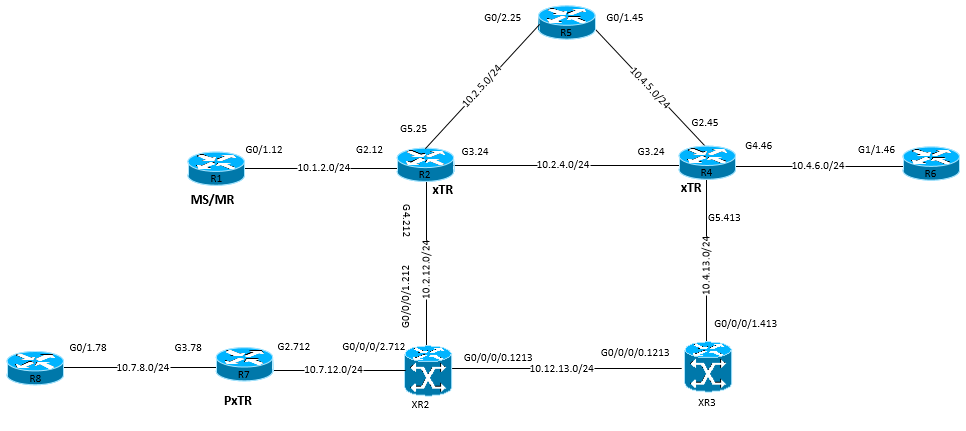 G0/2.25
G0/1.45
R5
10.2.5.0/24
10.4.5.0/24
G5.25
G2.45
G0/1.12
G2.12
G3.24
G3.24
G4.46
G1/1.46
R1
10.1.2.0/24
R2
10.2.4.0/24
R4
10.4.6.0/24
R6
MS/MR
xTR
xTR
G4.212
G5.413
10.2.12.0/24
10.4.13.0/24
G0/0/0/1.212
G0/0/0/1.413
G0/1.78
G3.78
G2.712
G0/0/0/2.712
G0/0/0/0.1213
G0/0/0/0.1213
R8
10.7.8.0/24
R7
10.7.12.0/24
10.12.13.0/24
PxTR
XR2
XR3